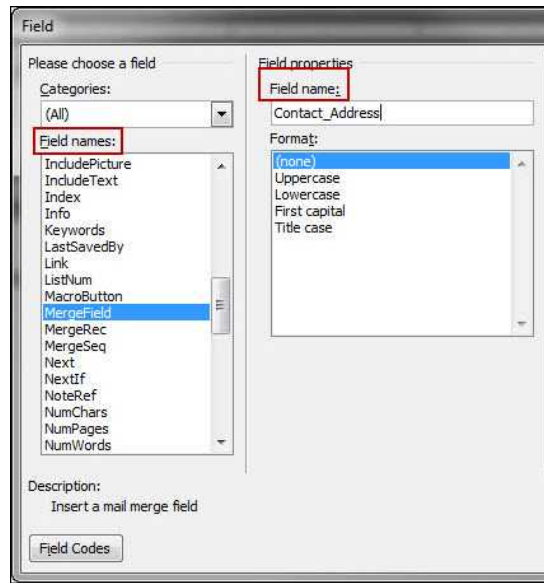 Field
Please choose a field
Categories:
(All)
Field names:
IncludePicture
IncludeText
Index
Info
Keywords
LastSavedBy
Link
ListNum
MacroButton
MergeField
MergeRec
MergeSeq
Next
NextIf
NoteRef
NumChars
NumPages
NumWords
Field properties
Field name:
Contact_Address
Format:
(none)
Uppercase
Lowercase
First capital
Title case
Description:
Insert a mail merge field
Field Codes